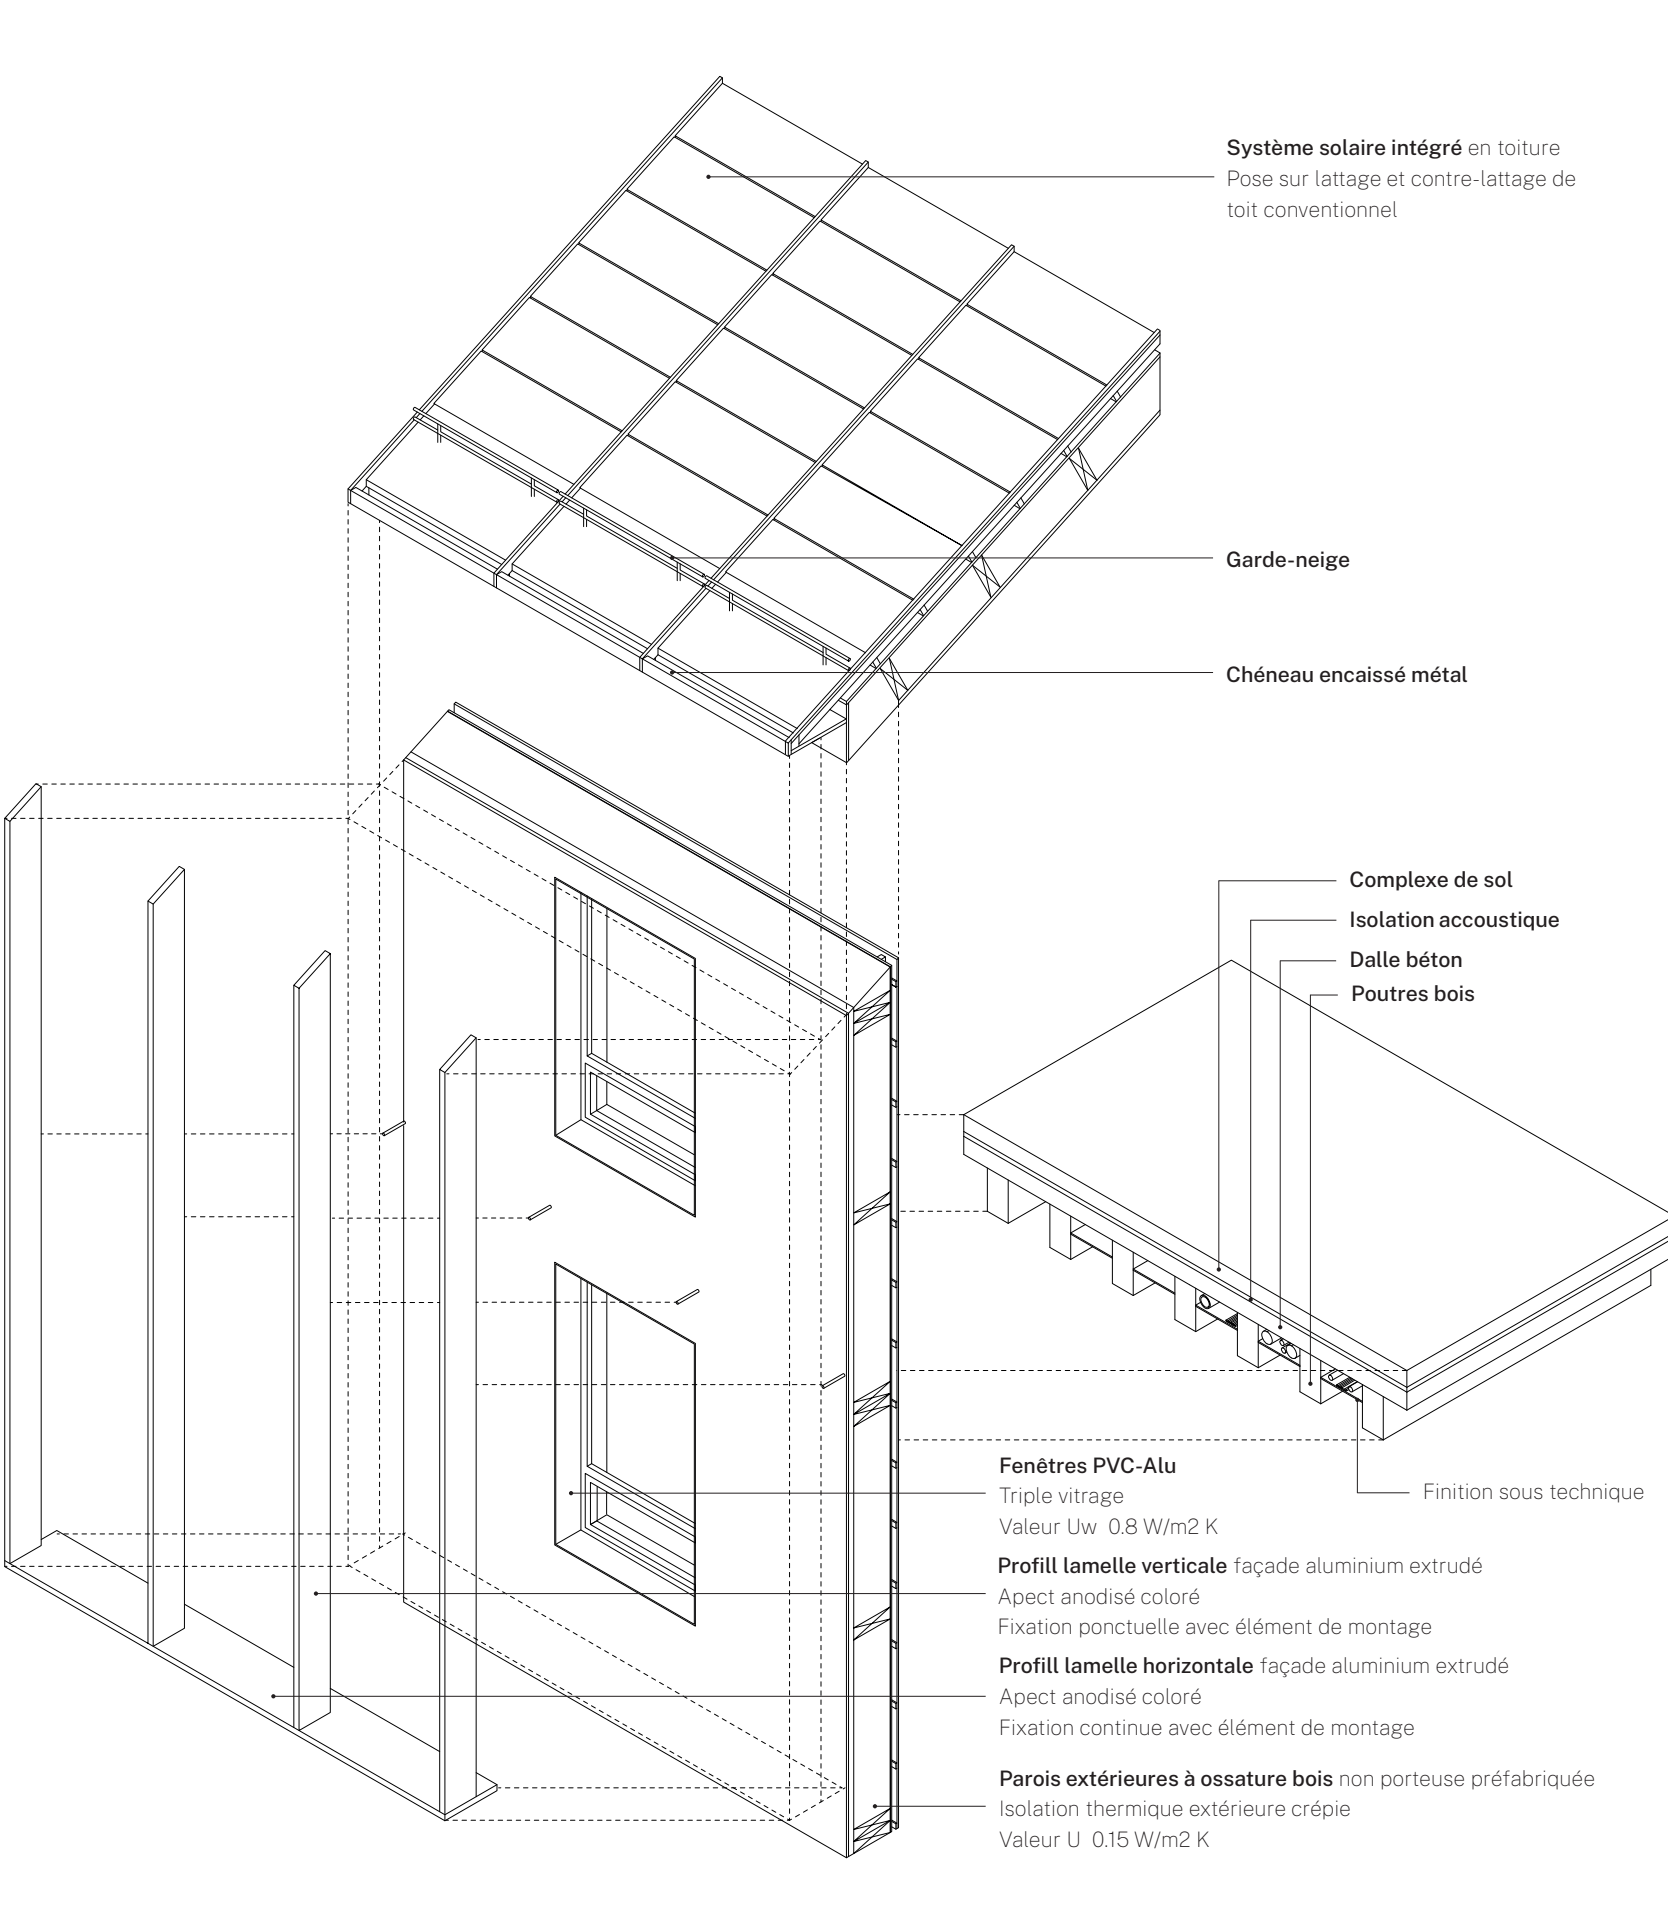 Système solaire intégré en toiture
Pose sur lattage et contre-lattage de
toit conventionnel
Garde-neige
Chéneau encaissé métal
Complexe de sol
Isolation accoustique
Dalle béton
Poutres bois
Fenêtres PVC-Alu
Triple vitrage
Valeur Uw 0.8 W/m2 K
Finition sous technique
Profill lamelle verticale façade aluminium extrudé
Apect anodisé coloré
Fixation ponctuelle avec élément de montage
Profill lamelle horizontale façade aluminium extrudé
Apect anodisé coloré
Fixation continue avec élément de montage
Parois extérieures à ossature bois non porteuse préfabriquée
Isolation thermique extérieure crépie
Valeur U 0.15 W/m2 K